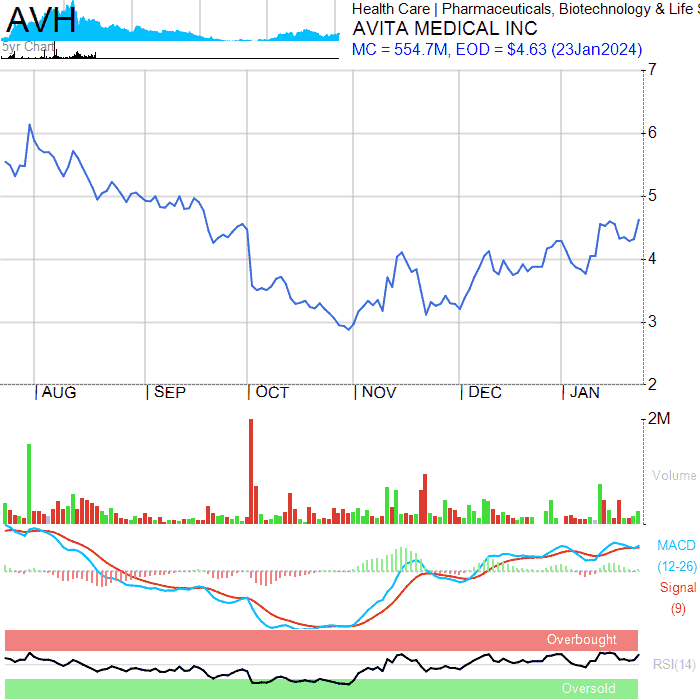 AVH
5yr Chart
Health Care | Pharmaceuticals, Biotechnology & Life S
AVITA MEDICAL INC
MC = 554.7M, EOD = $4.63 (23Jan2024)
7
6
5
4
3
2
AUG
SEP
OCT
NOV
DEC
JAN
2M
Volume
MACD
(12-26)
Signal
(9)
Overbought
RSI(14)
Oversold